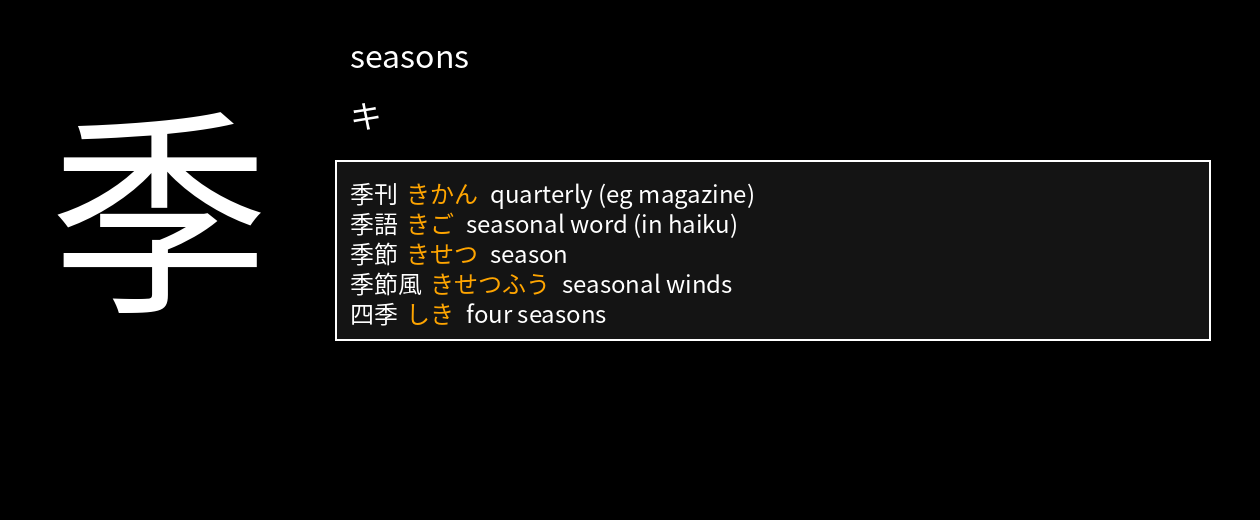 季
seasons
キ
季刊 きかん quarterly (eg magazine)
季語 きご seasonal word (in haiku)
季節 きせつ season
季節風 きせつふう seasonal winds
四季 しき four seasons